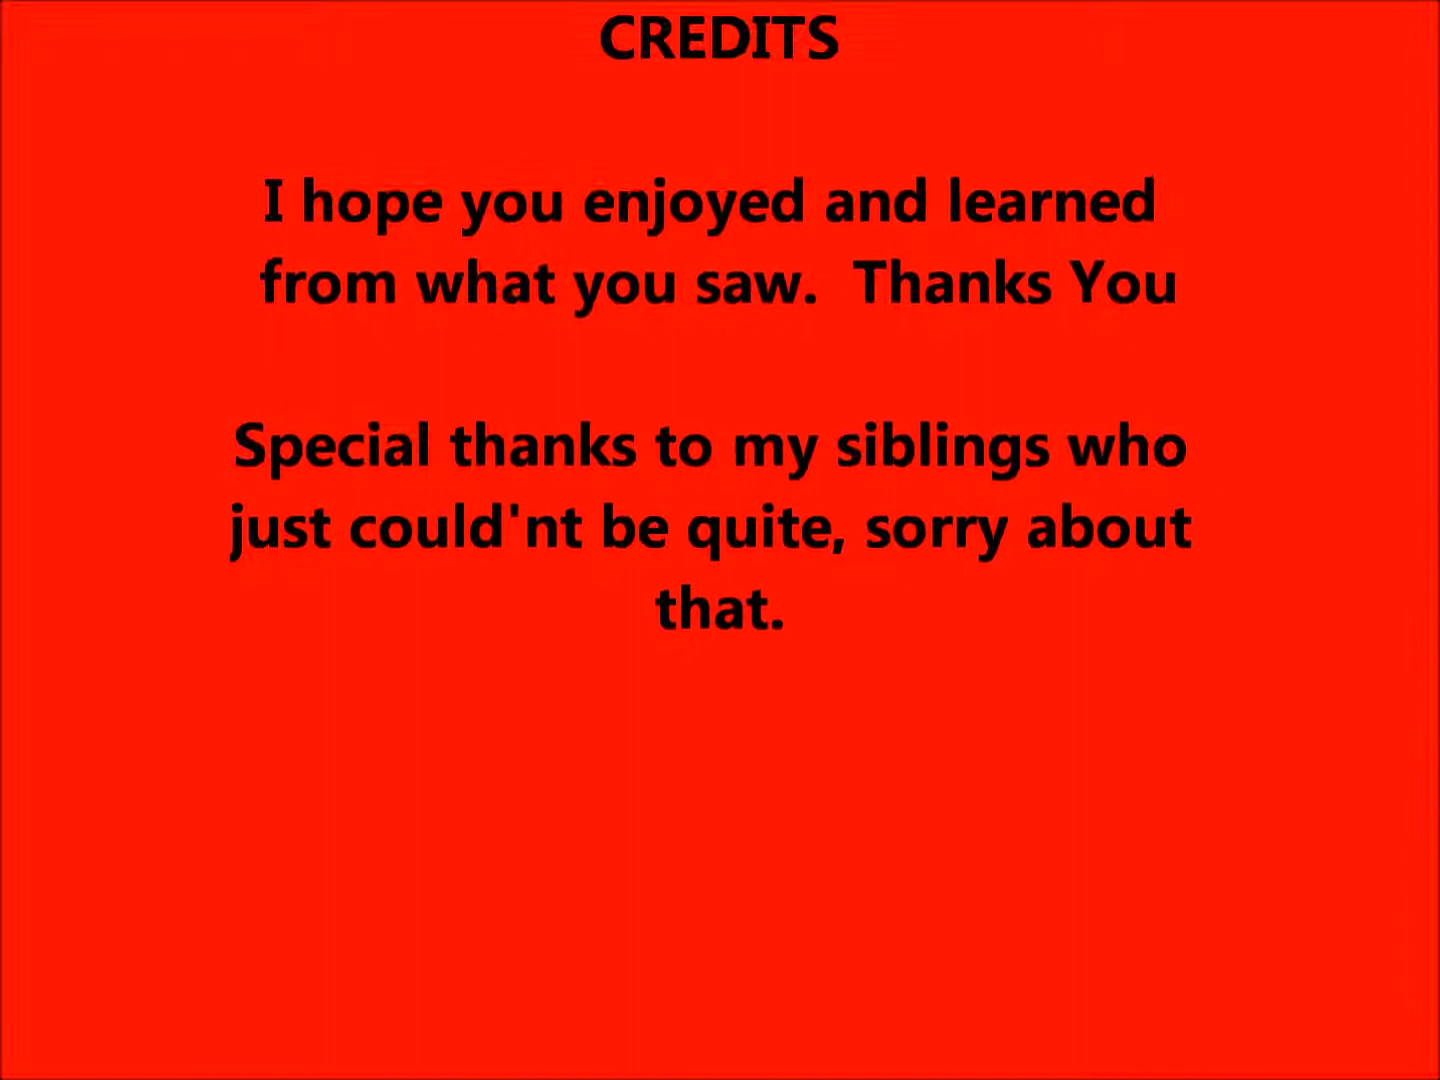 CREDITS
I hope you enjoyed and learned
from what you saw.  Thanks You
Special thanks to my siblings who
just could'nt be quite, sorry about
that.